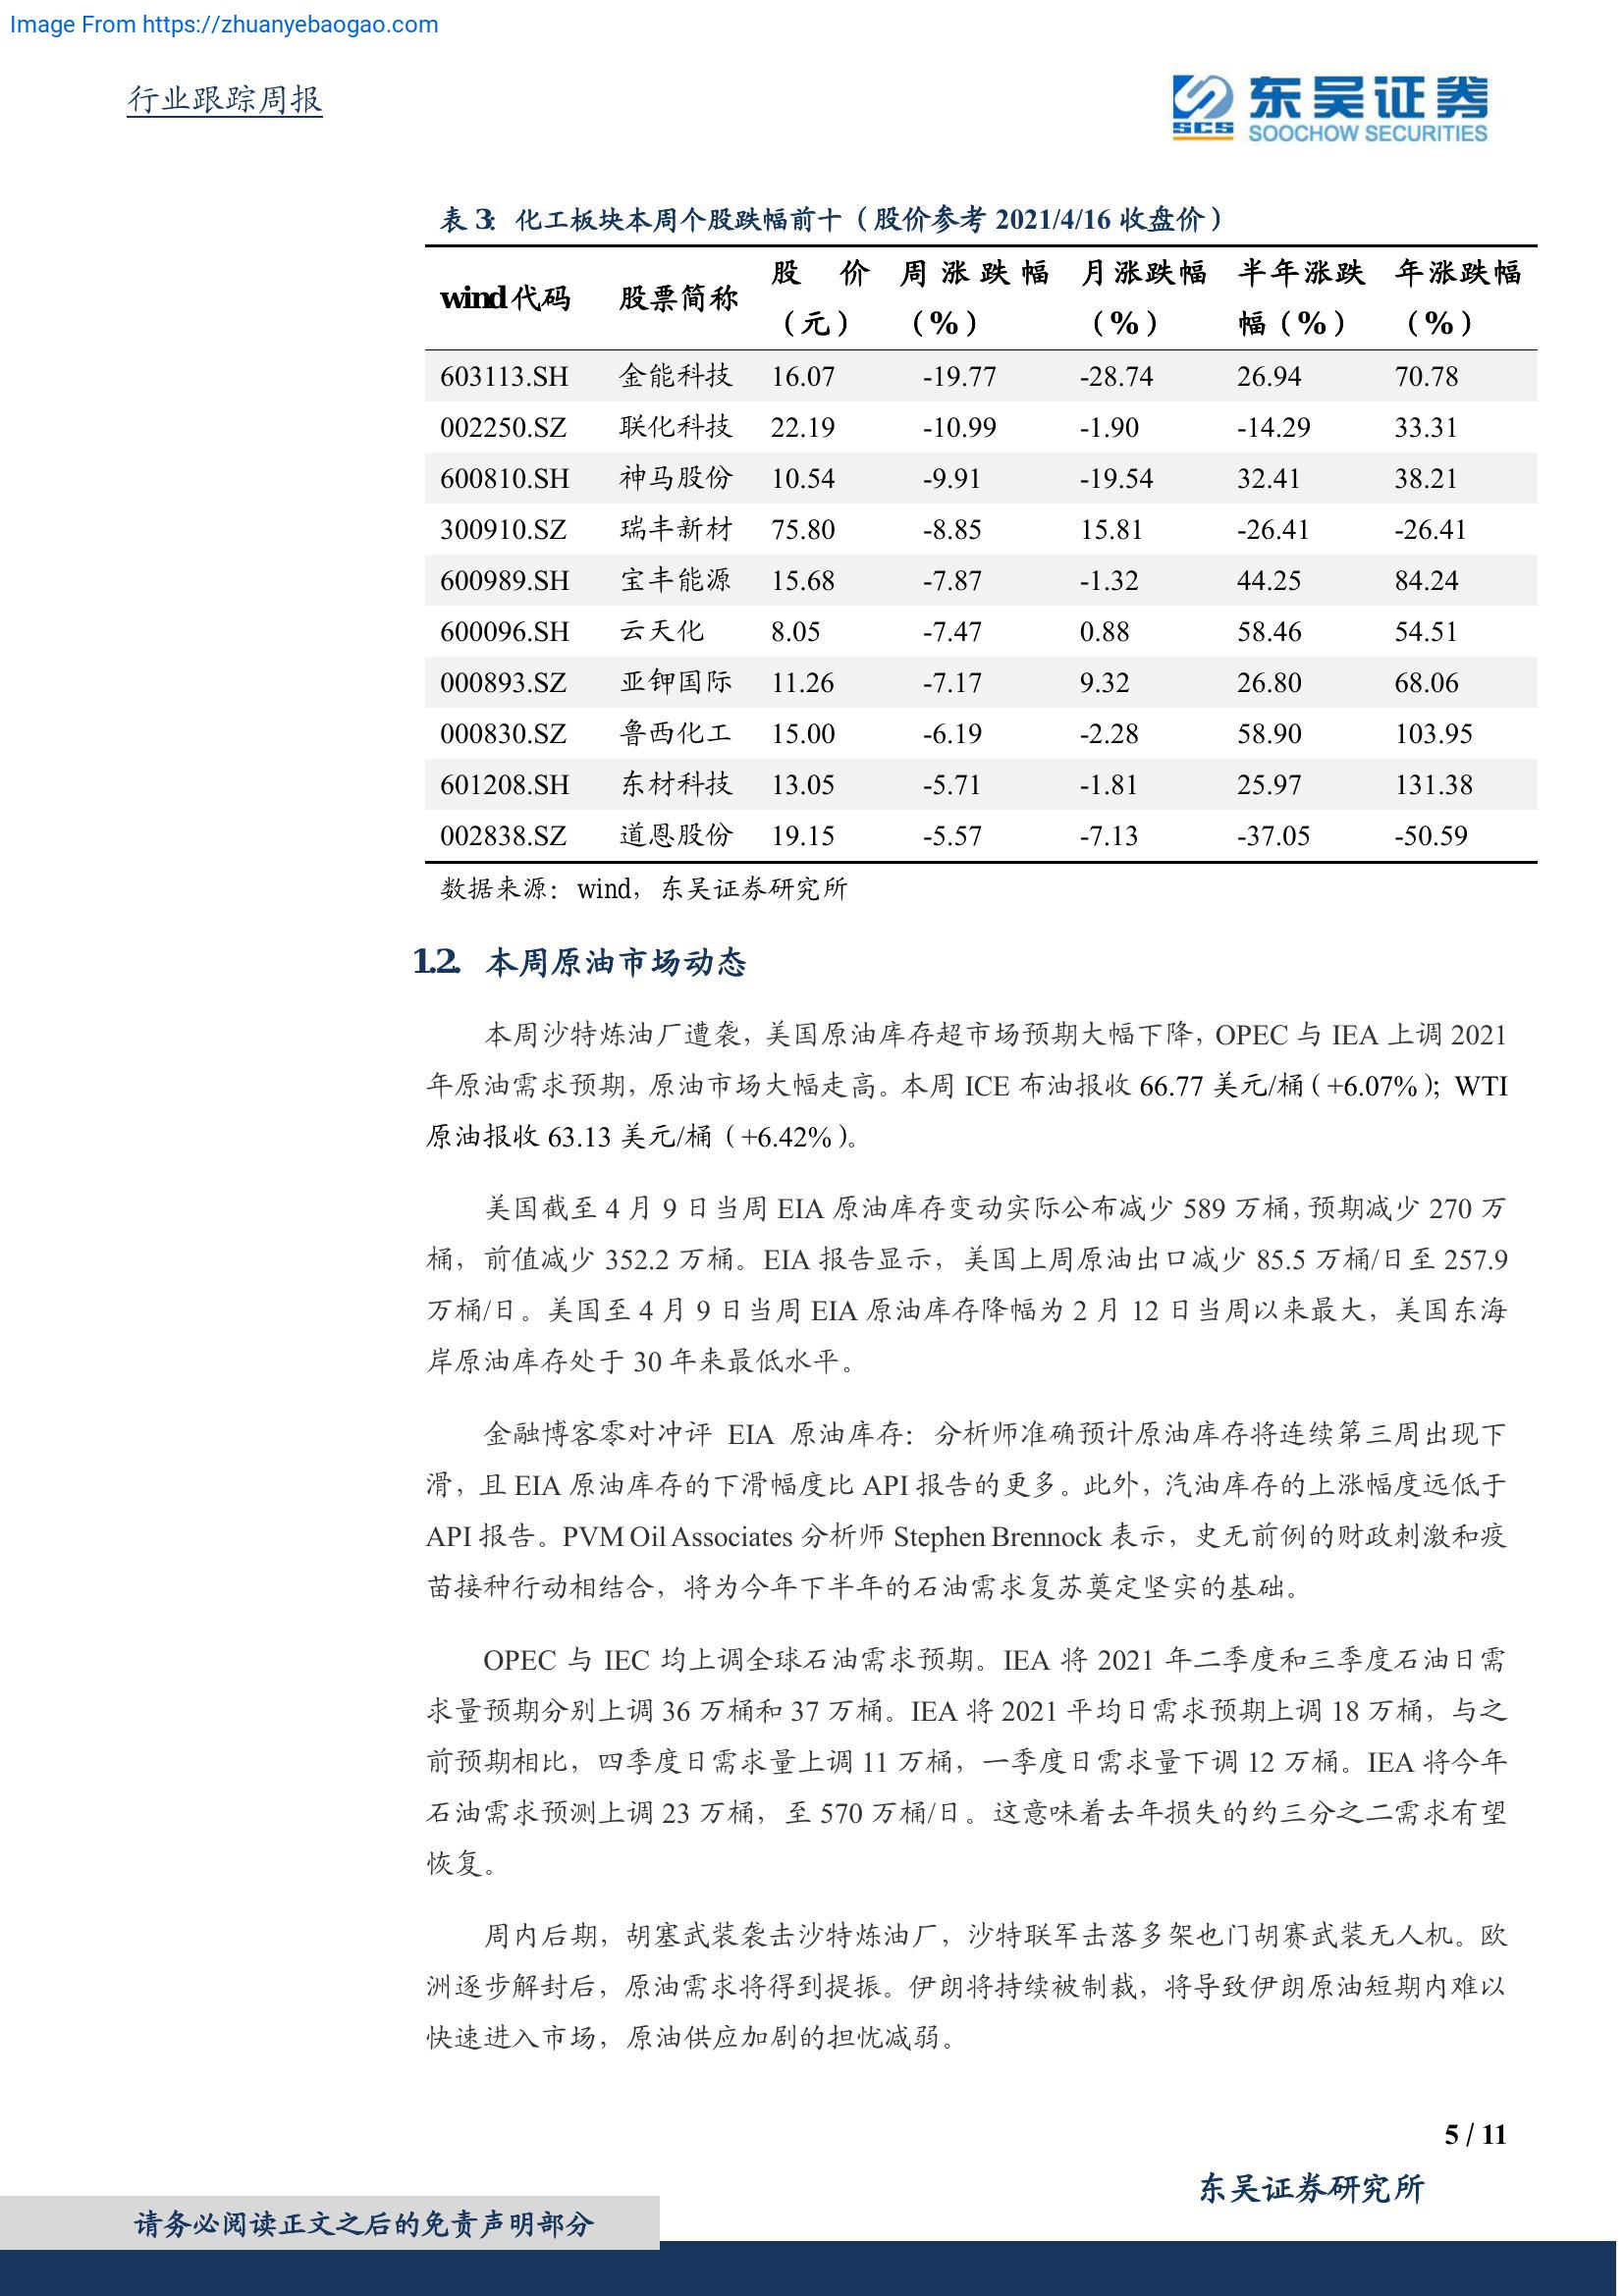 Image From https://zhuanyebaogao.com
行业跟踪周报
东吴证券
SCS SOOCHOW SECURITIES
表 3: 化工板块本周个股跌幅前十（股价参考 2021/4/16 收盘价）
wind代码 股票简称 股 价（元） 周涨跌幅（%） 月涨跌幅（%） 半年涨跌幅（%） 年涨跌幅（%）
603113.SH 金能科技 16.07 -19.77 -28.74 26.94 70.78
002250.SZ 联化科技 22.19 -10.99 -1.90 -14.29 33.31
600810.SH 神马股份 10.54 -9.91 -19.54 32.41 38.21
300910.SZ 瑞丰新材 75.80 -8.85 15.81 -26.41 -26.41
600989.SH 宝丰能源 15.68 -7.87 -1.32 44.25 84.24
600096.SH 云天化 8.05 -7.47 0.88 58.46 54.51
000893.SZ 亚钾国际 11.26 -7.17 9.32 26.80 68.06
000830.SZ 鲁西化工 15.00 -6.19 -2.28 58.90 103.95
601208.SH 东材科技 13.05 -5.71 -1.81 25.97 131.38
002838.SZ 道恩股份 19.15 -5.57 -7.13 -37.05 -50.59
数据来源：wind，东吴证券研究所
1.2. 本周原油市场动态
本周沙特炼油厂遭袭，美国原油库存超市场预期大幅下降，OPEC 与 IEA 上调 2021
年原油需求预期，原油市场大幅走高。本周 ICE 布油报收 66.77 美元/桶（+6.07%）；WTI
原油报收 63.13 美元/桶（+6.42%）。
美国截至 4 月 9 日当周 EIA 原油库存变动实际公布减少 589 万桶，预期减少 270 万
桶，前值减少 352.2 万桶。EIA 报告显示，美国上周原油出口减少 85.5 万桶/日至 257.9
万桶/日。美国至 4 月 9 日当周 EIA 原油库存降幅为 2 月 12 日当周以来最大，美国东海
岸原油库存处于 30 年来最低水平。
金融博客零对冲评 EIA 原油库存：分析师准确预计原油库存将连续第三周出现下
滑，且 EIA 原油库存的下滑幅度比 API 报告的更多。此外，汽油库存的上涨幅度远低于
API 报告。PVM Oil Associates 分析师 Stephen Brennock 表示，史无前例的财政刺激和疫
苗接种行动相结合，将为今年下半年的石油需求复苏奠定坚实的基础。
OPEC 与 IEC 均上调全球石油需求预期。IEA 将 2021 年二季度和三季度石油日需
求量预期分别上调 36 万桶和 37 万桶。IEA 将 2021 平均日需求预期上调 18 万桶，与之
前预期相比，四季度日需求量上调 11 万桶，一季度日需求量下调 12 万桶。IEA 将今年
石油需求预测上调 23 万桶，至 570 万桶/日。这意味着去年损失的约三分之二需求有望
恢复。
周内后期，胡塞武装袭击沙特炼油厂，沙特联军击落多架也门胡赛武装无人机。欧
洲逐步解封后，原油需求将得到提振。伊朗将持续被制裁，将导致伊朗原油短期内难以
快速进入市场，原油供应加剧的担忧减弱。
5 / 11
东吴证券研究所
请务必阅读正文之后的免责声明部分